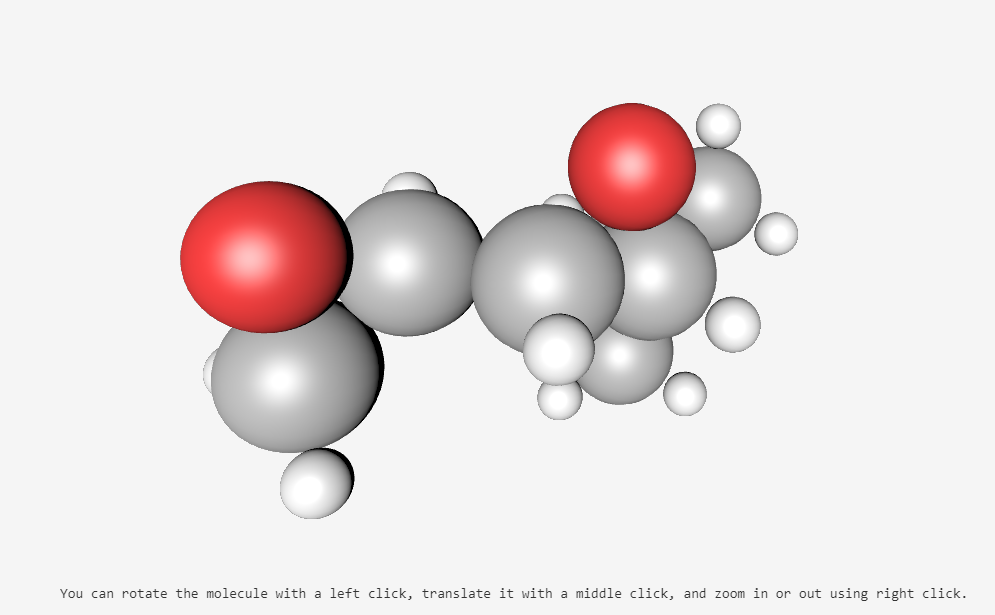 You can rotate the molecule with a left click, translate it with a middle click, and zoom in or out using right click.